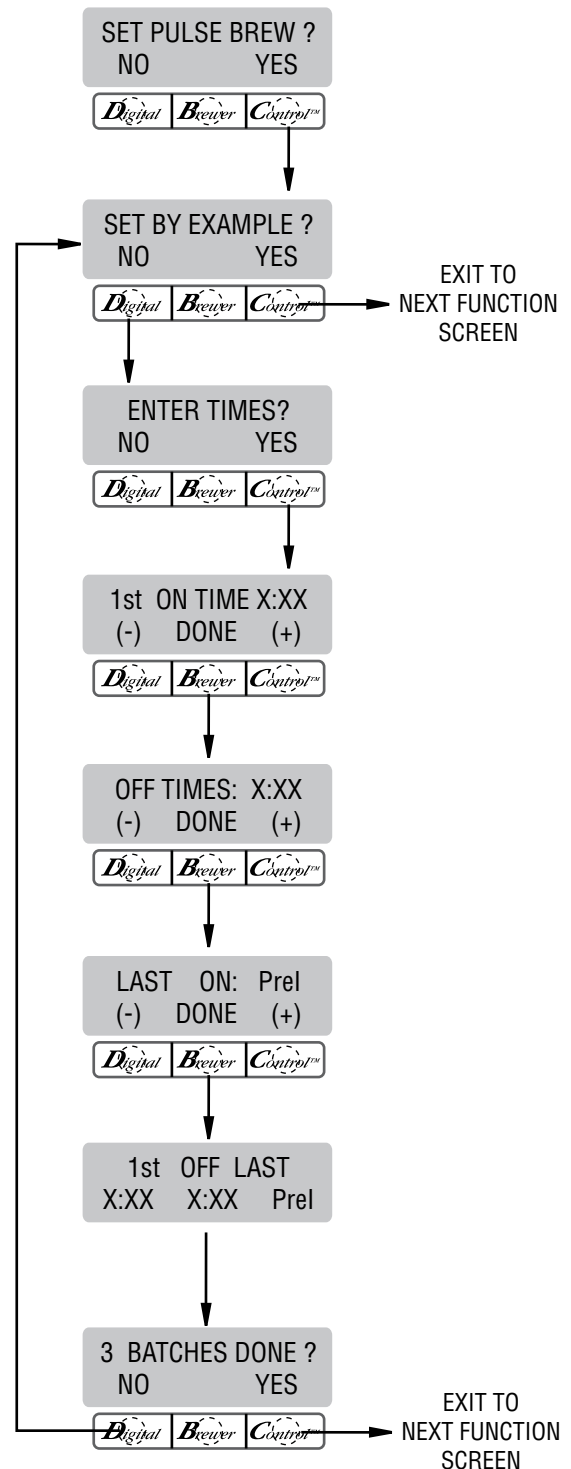 SET PULSE BREW ?
NO YES
Digital Brewer Control™
SET BY EXAMPLE ?
NO YES
Digital Brewer Control™
EXIT TO
NEXT FUNCTION
SCREEN
ENTER TIMES?
NO YES
Digital Brewer Control™
1st ON TIME X:XX
(-) DONE (+)
Digital Brewer Control™
OFF TIMES: X:XX
(-) DONE (+)
Digital Brewer Control™
LAST ON: PreI
(-) DONE (+)
Digital Brewer Control™
1st OFF LAST
X:XX X:XX PreI
3 BATCHES DONE ?
NO YES
Digital Brewer Control™
EXIT TO
NEXT FUNCTION
SCREEN